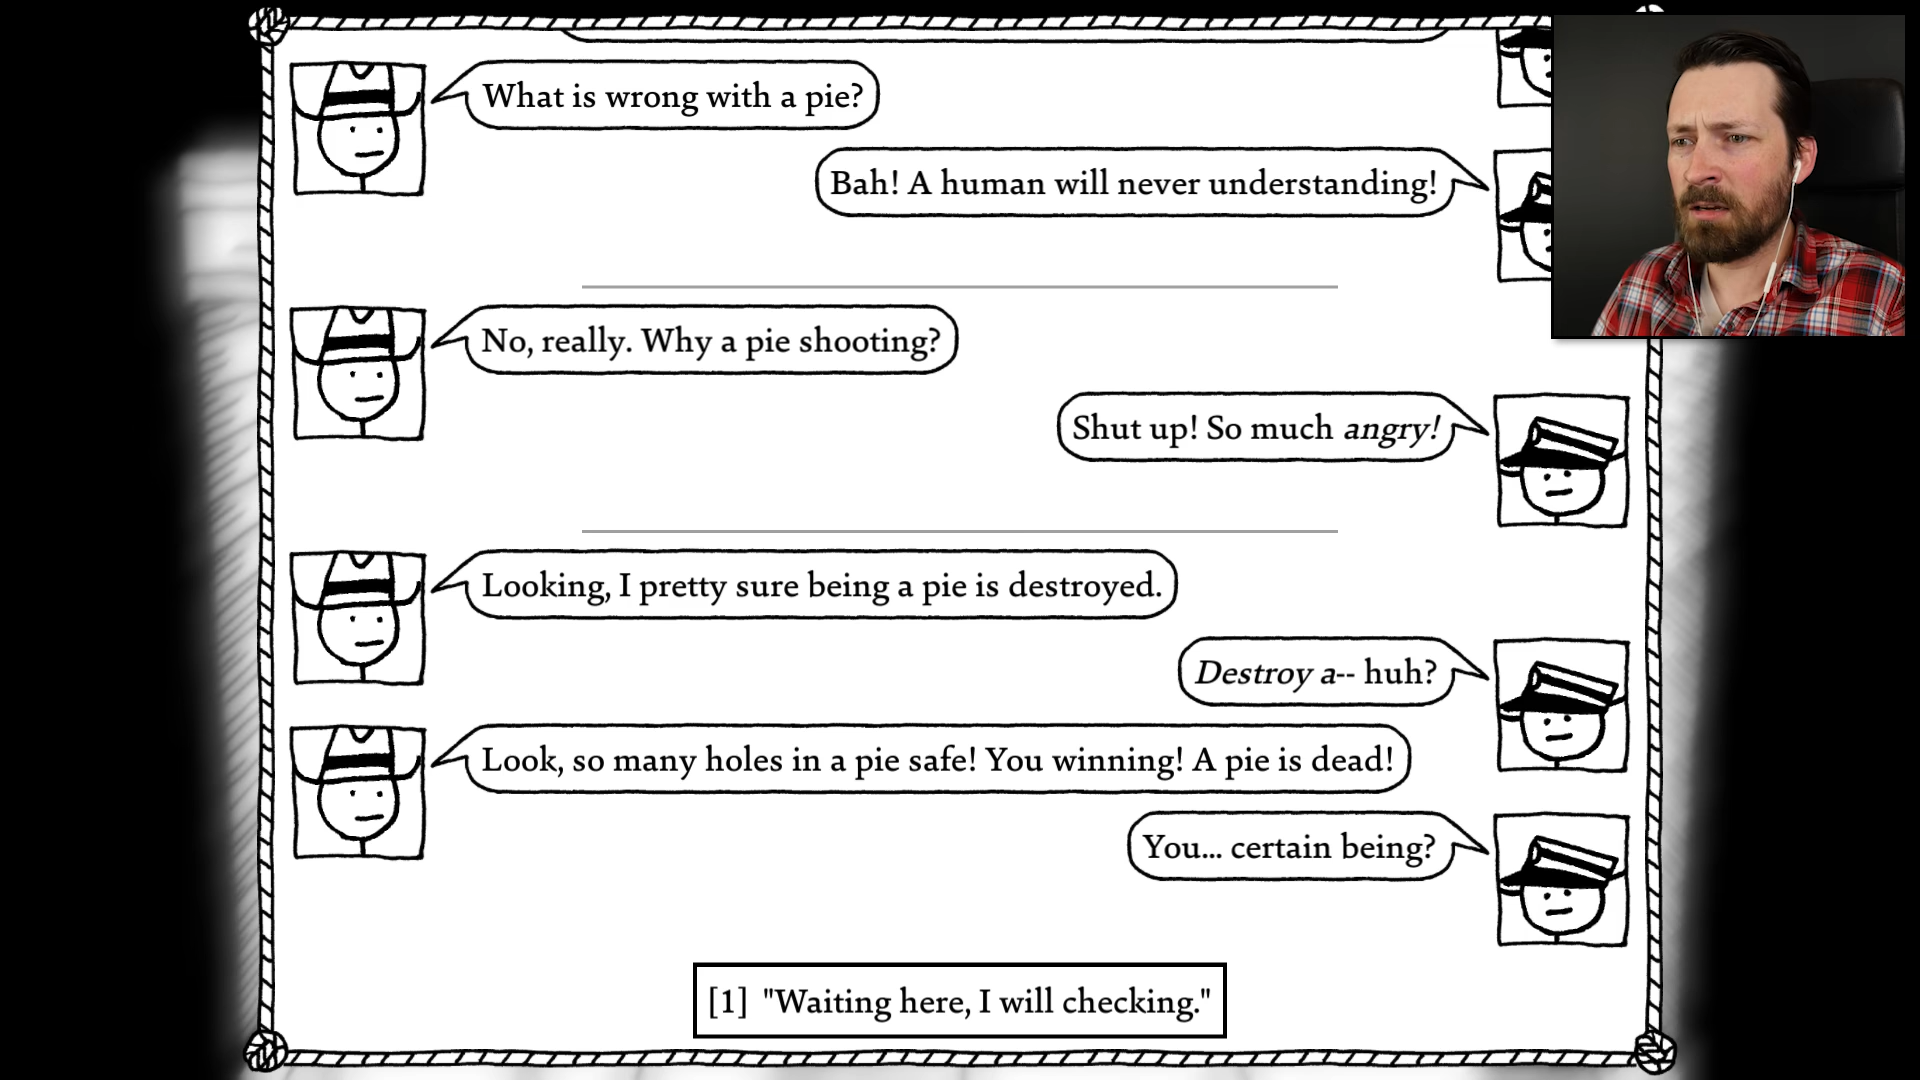 What is wrong with a pie?
Bah! A human will never understanding!
No, really. Why a pie shooting?
Shut up! So much angry!
Looking, I pretty sure being a pie is destroyed.
Destroy a-- huh?
Look, so many holes in a pie safe! You winning! A pie is dead!
You... certain being?
[1] "Waiting here, I will checking."